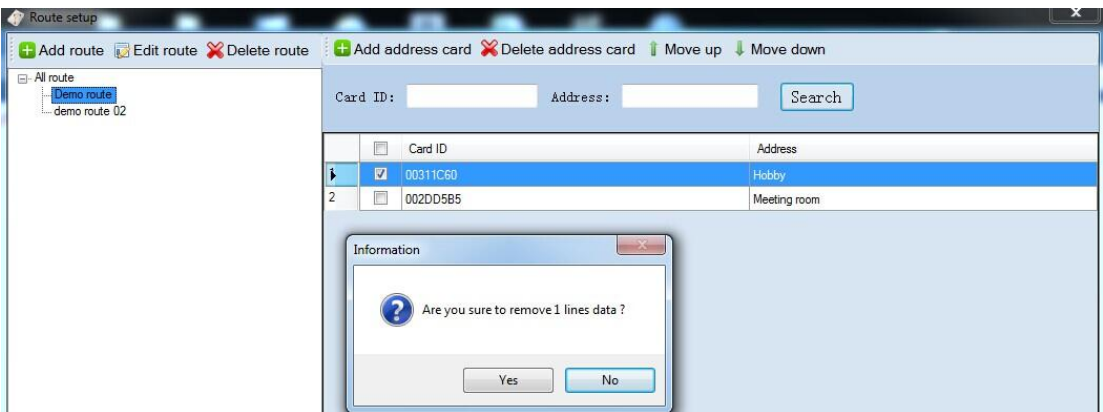 Route setup
Add route Edit route Delete route Add address card Delete address card Move up Move down
All route
Demo route
demo route 02
Card ID: Address: Search
Card ID Address
1 00311C60 Hobby
2 002DD5B5 Meeting room
Information
Are you sure to remove 1 lines data ?
Yes No